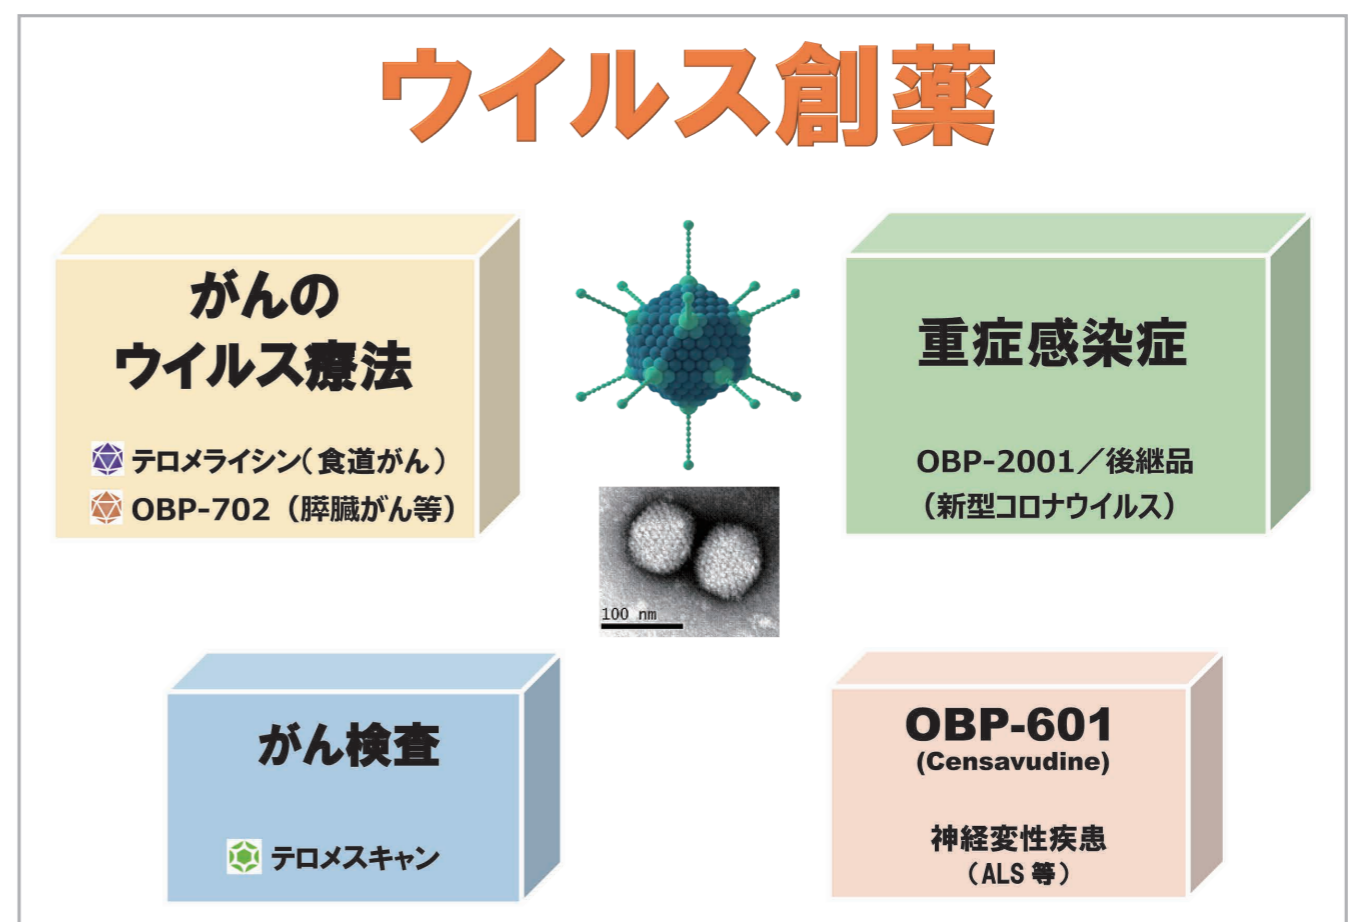 ウイルス創薬
がんの
ウイルス療法
テロメライシン(食道がん)
OBP-702(膵臓がん等)
重症感染症
OBP-2001/後継品
(新型コロナウイルス)
100 nm
がん検査
テロメスキャン
OBP-601
(Censavudine)
神経変性疾患
(ALS等)